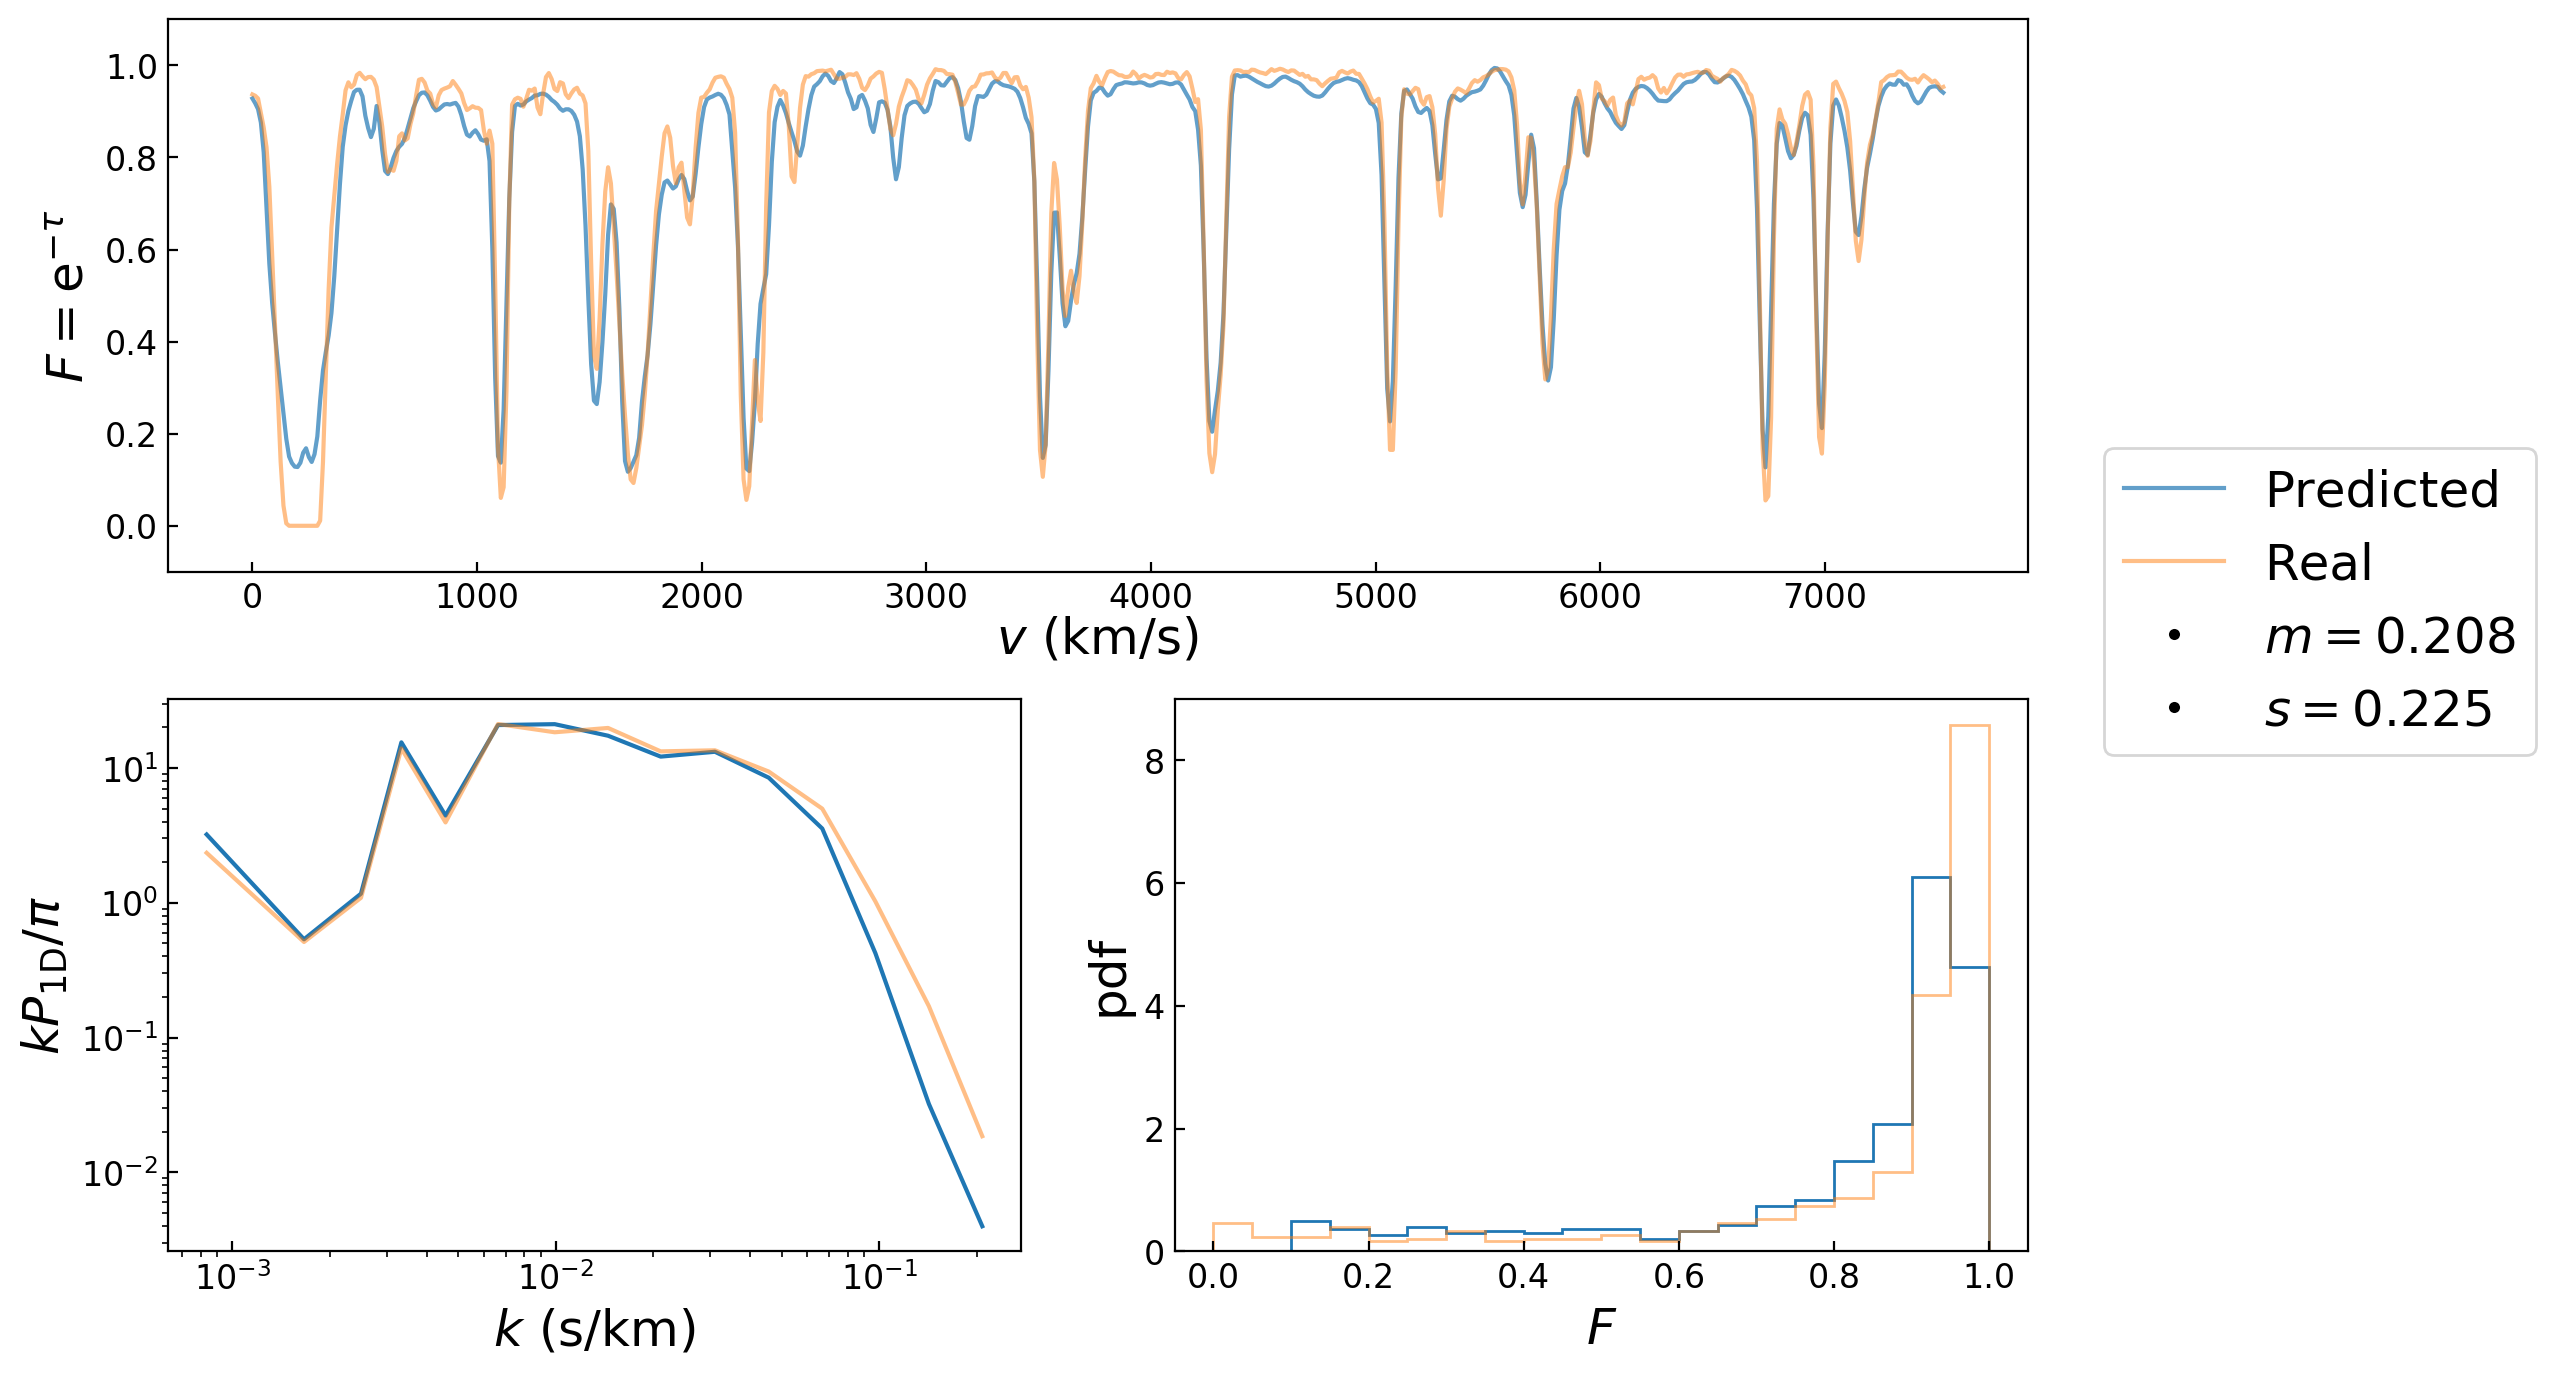 1.0
0.8
0.6
0.4
0.2
0.0
F = e^{-τ}
0 1000 2000 3000 4000 5000 6000 7000
v (km/s)
Predicted
Real
m = 0.208
s = 0.225
10^1
10^0
10^{-1}
10^{-2}
kP_{1D}/π
10^{-3} 10^{-2} 10^{-1}
k (s/km)
8
6
4
2
0
pdf
0.0 0.2 0.4 0.6 0.8 1.0
F